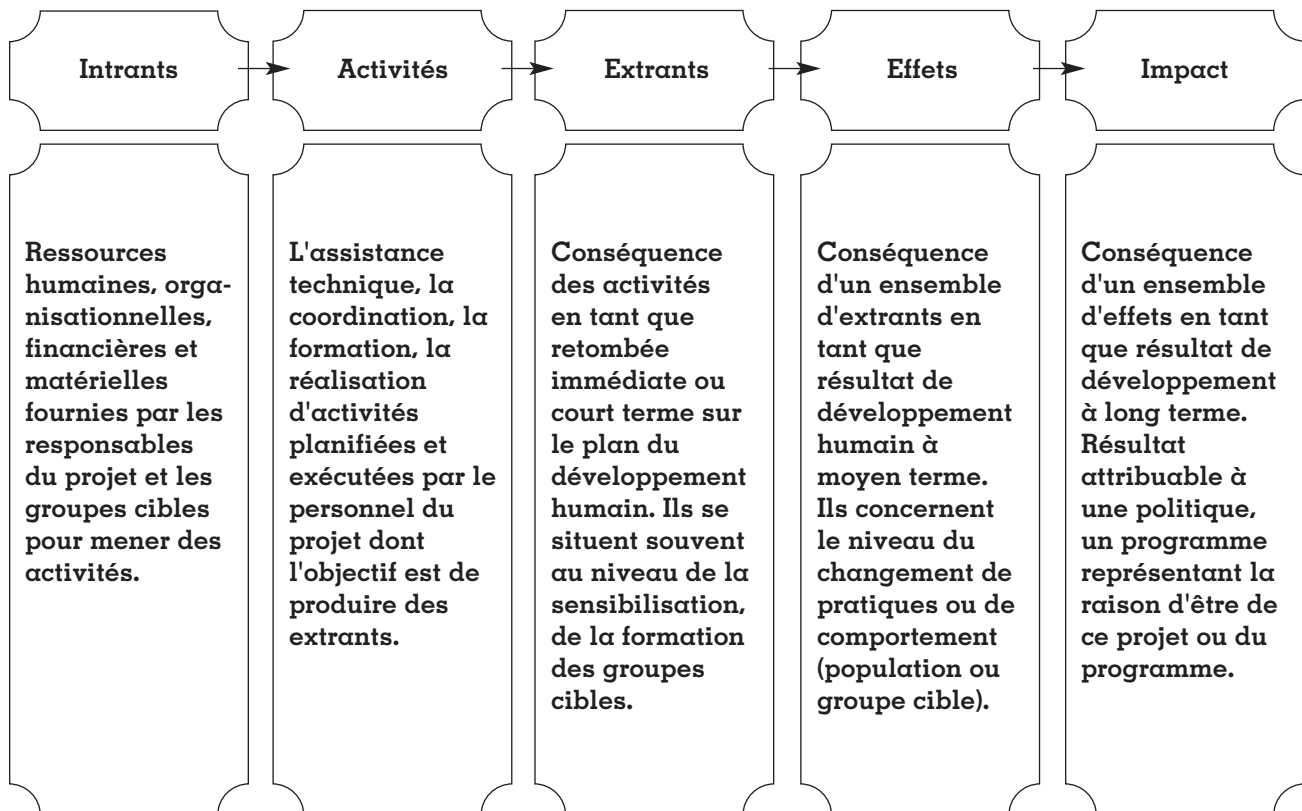 Intrants
Activités
Extrants
Effets
Impact
Ressources
humaines, orga-
nisationnelles,
financières et
matérielles
fournies par les
responsables
du projet et les
groupes cibles
pour mener des
activités.
L'assistance
technique, la
coordination, la
formation, la
réalisation
d'activités
planifiées et
exécutées par le
personnel du
projet dont
l'objectif est de
produire des
extrants.
Conséquence
des activités
en tant que
retombée
immédiate ou
court terme sur
le plan du
développement
humain. Ils se
situent souvent
au niveau de la
sensibilisation,
de la formation
des groupes
cibles.
Conséquence
d'un ensemble
d'extrants en
tant que
résultat de
développement
humain à
moyen terme.
Ils concernent
le niveau du
changement de
pratiques ou de
comportement
(population ou
groupe cible).
Conséquence
d'un ensemble
d'effets en tant
que résultat de
développement
à long terme.
Résultat
attribuable à
une politique,
un programme
représentant la
raison d'être de
ce projet ou du
programme.